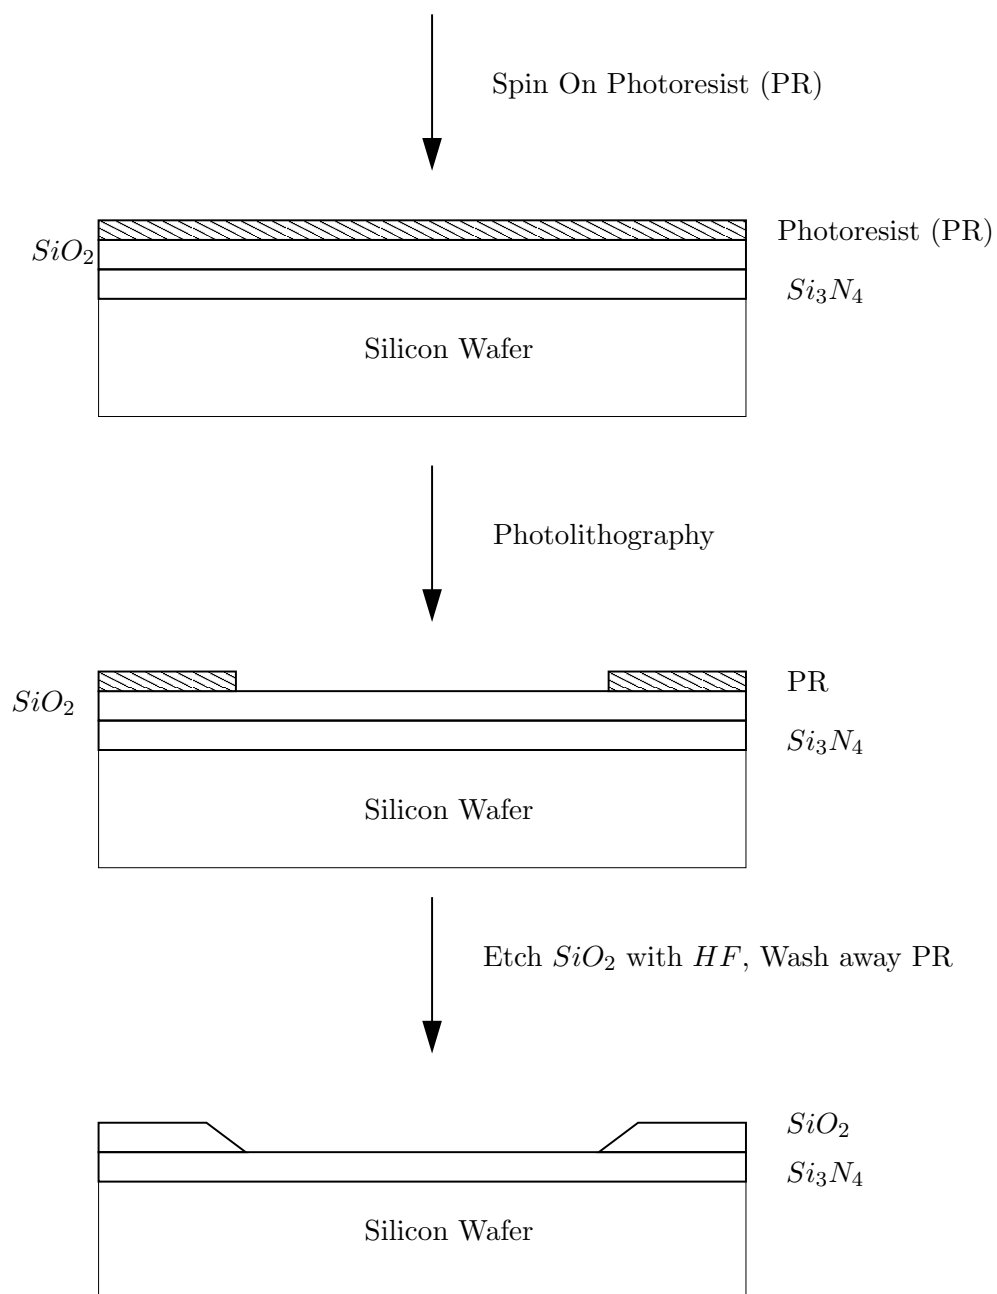 Spin On Photoresist (PR)
Photoresist (PR)
SiO₂
Si₃N₄
Silicon Wafer
Photolithography
PR
SiO₂
Si₃N₄
Silicon Wafer
Etch SiO₂ with HF, Wash away PR
SiO₂
Si₃N₄
Silicon Wafer